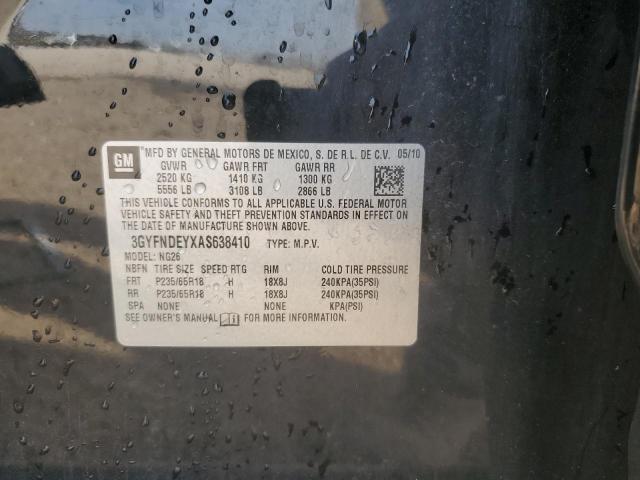 GM
MFD BY GENERAL MOTORS DE MEXICO, S. DE R.L. DE C.V. 05/10
GVWR GAWR FRT GAWR RR
2520 KG 1410 KG 1300 KG
5556 LB 3108 LB 2866 LB
THIS VEHICLE CONFORMS TO ALL APPLICABLE U.S. FEDERAL MOTOR
VEHICLE SAFETY AND THEFT PREVENTION STANDARDS IN EFFECT ON
THE DATE OF MANUFACTURE SHOWN ABOVE.
3GYFNDEYXAS638410 TYPE: M.P.V.
MODEL: NG26
NBFN TIRE SIZE SPEED RTG RIM COLD TIRE PRESSURE
FRT P235/65R18 H 18X8J 240KPA(35PSI)
RR P235/65R18 H 18X8J 240KPA(35PSI)
SPA NONE NONE KPA(PSI)
SEE OWNER'S MANUAL FOR MORE INFORMATION.